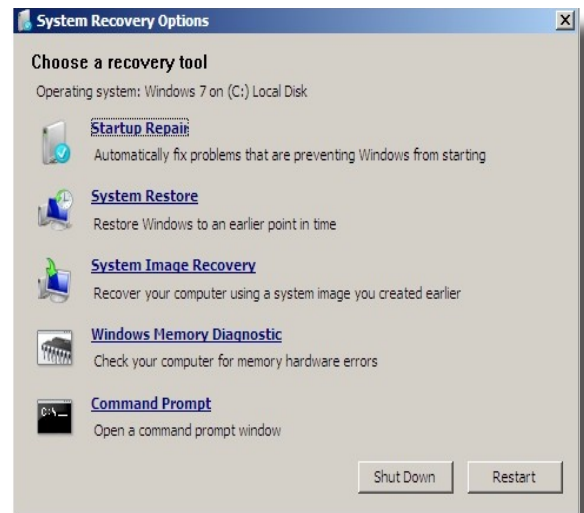 System Recovery Options
Choose a recovery tool
Operating system: Windows 7 on (C:) Local Disk
Startup Repair
Automatically fix problems that are preventing Windows from starting
System Restore
Restore Windows to an earlier point in time
System Image Recovery
Recover your computer using a system image you created earlier
Windows Memory Diagnostic
Check your computer for memory hardware errors
C:\_
Command Prompt
Open a command prompt window
Shut Down
Restart